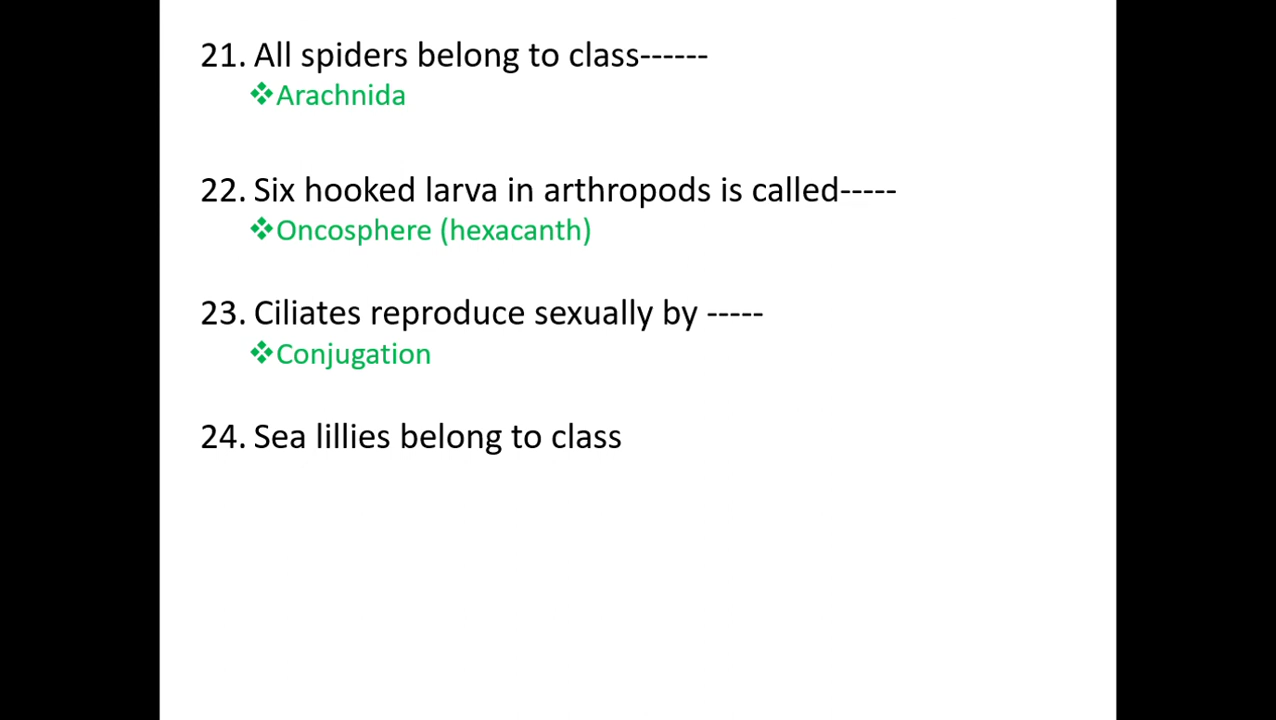 21. All spiders belong to class------
❖Arachnida
22. Six hooked larva in arthropods is called-----
❖Oncosphere (hexacanth)
23. Ciliates reproduce sexually by -----
❖Conjugation
24. Sea lillies belong to class